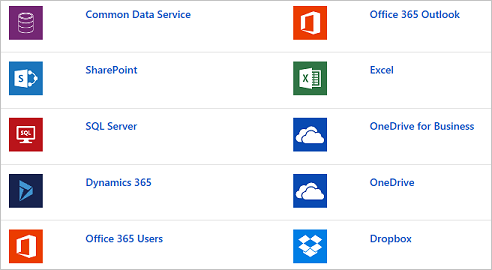 Common Data Service
Office 365 Outlook
SharePoint
Excel
SQL Server
OneDrive for Business
Dynamics 365
OneDrive
Office 365 Users
Dropbox